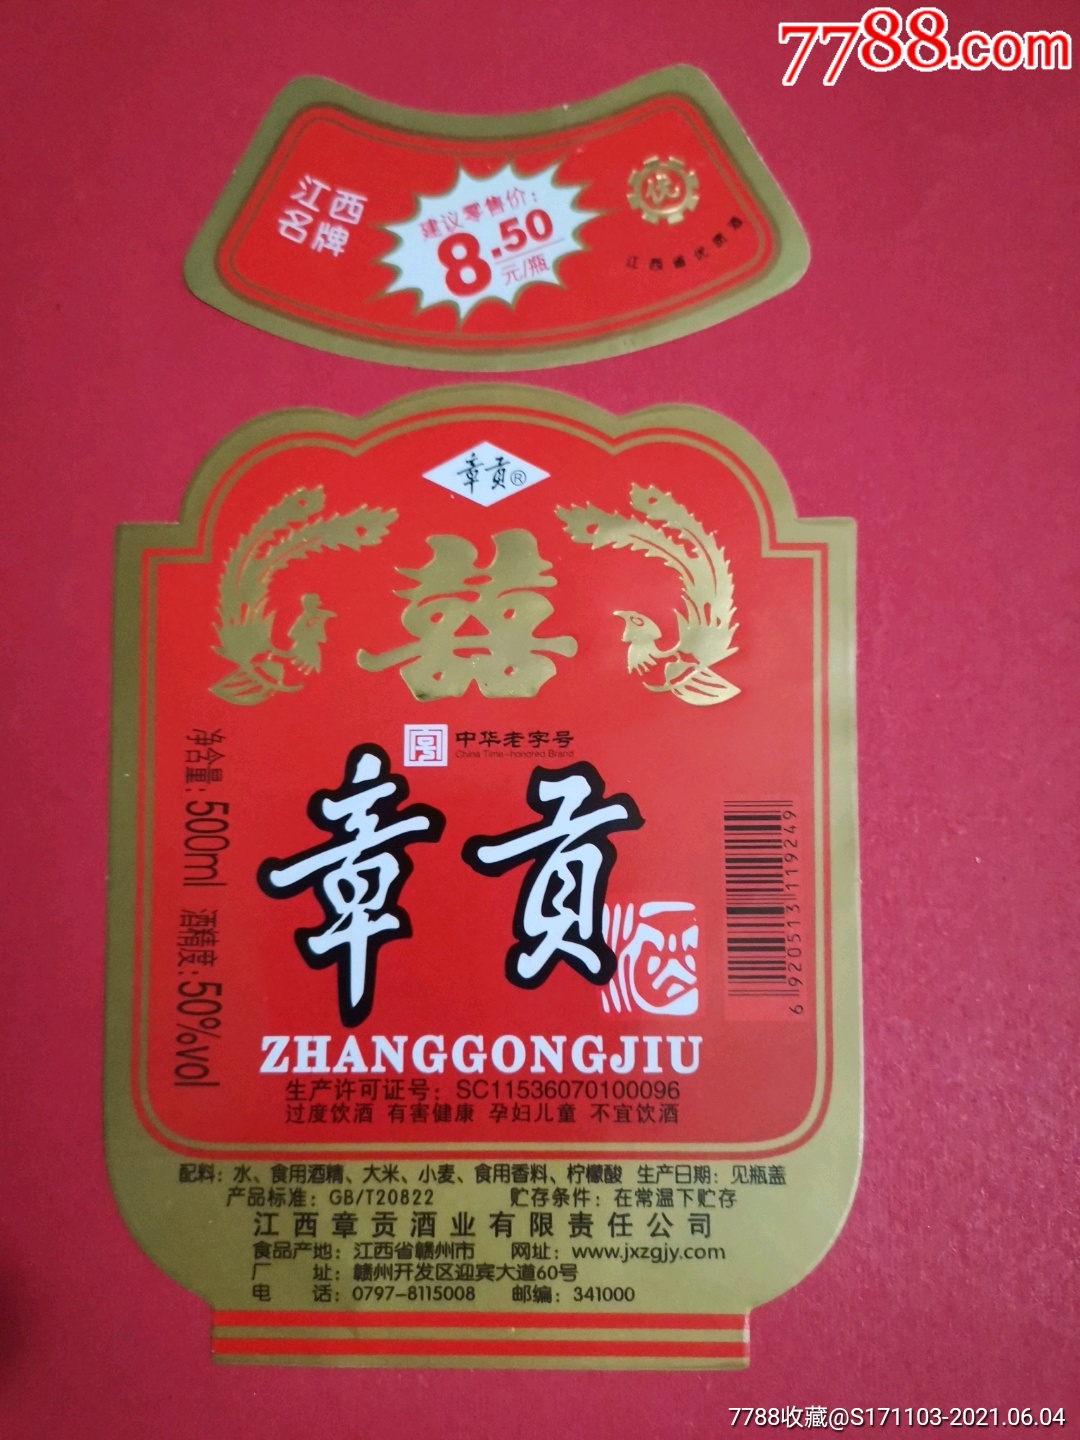 7788.com
江西
名牌
建议零售价：
8.50
元/瓶
优
江西省优质酒
章贡®
囍
中华老字号
China Time-honored Brand
净含量：500ml 酒精度：50%vol
章贡
酒
6 920513 119249
ZHANGGONGJIU
生产许可证号：SC11536070100096
过度饮酒 有害健康 孕妇儿童 不宜饮酒
配料：水、食用酒精、大米、小麦、食用香料、柠檬酸 生产日期：见瓶盖
产品标准：GB/T20822 贮存条件：在常温下贮存
江西章贡酒业有限责任公司
食品产地：江西省赣州市 网址：www.jxzgjy.com
厂 址：赣州开发区迎宾大道60号
电 话：0797-8115008 邮编：341000
7788收藏@S171103-2021.06.04